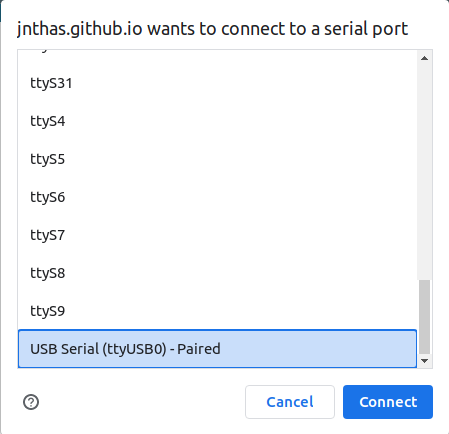 jnthas.github.io wants to connect to a serial port
ttyS31
ttyS4
ttyS5
ttyS6
ttyS7
ttyS8
ttyS9
USB Serial (ttyUSB0) - Paired
Cancel
Connect